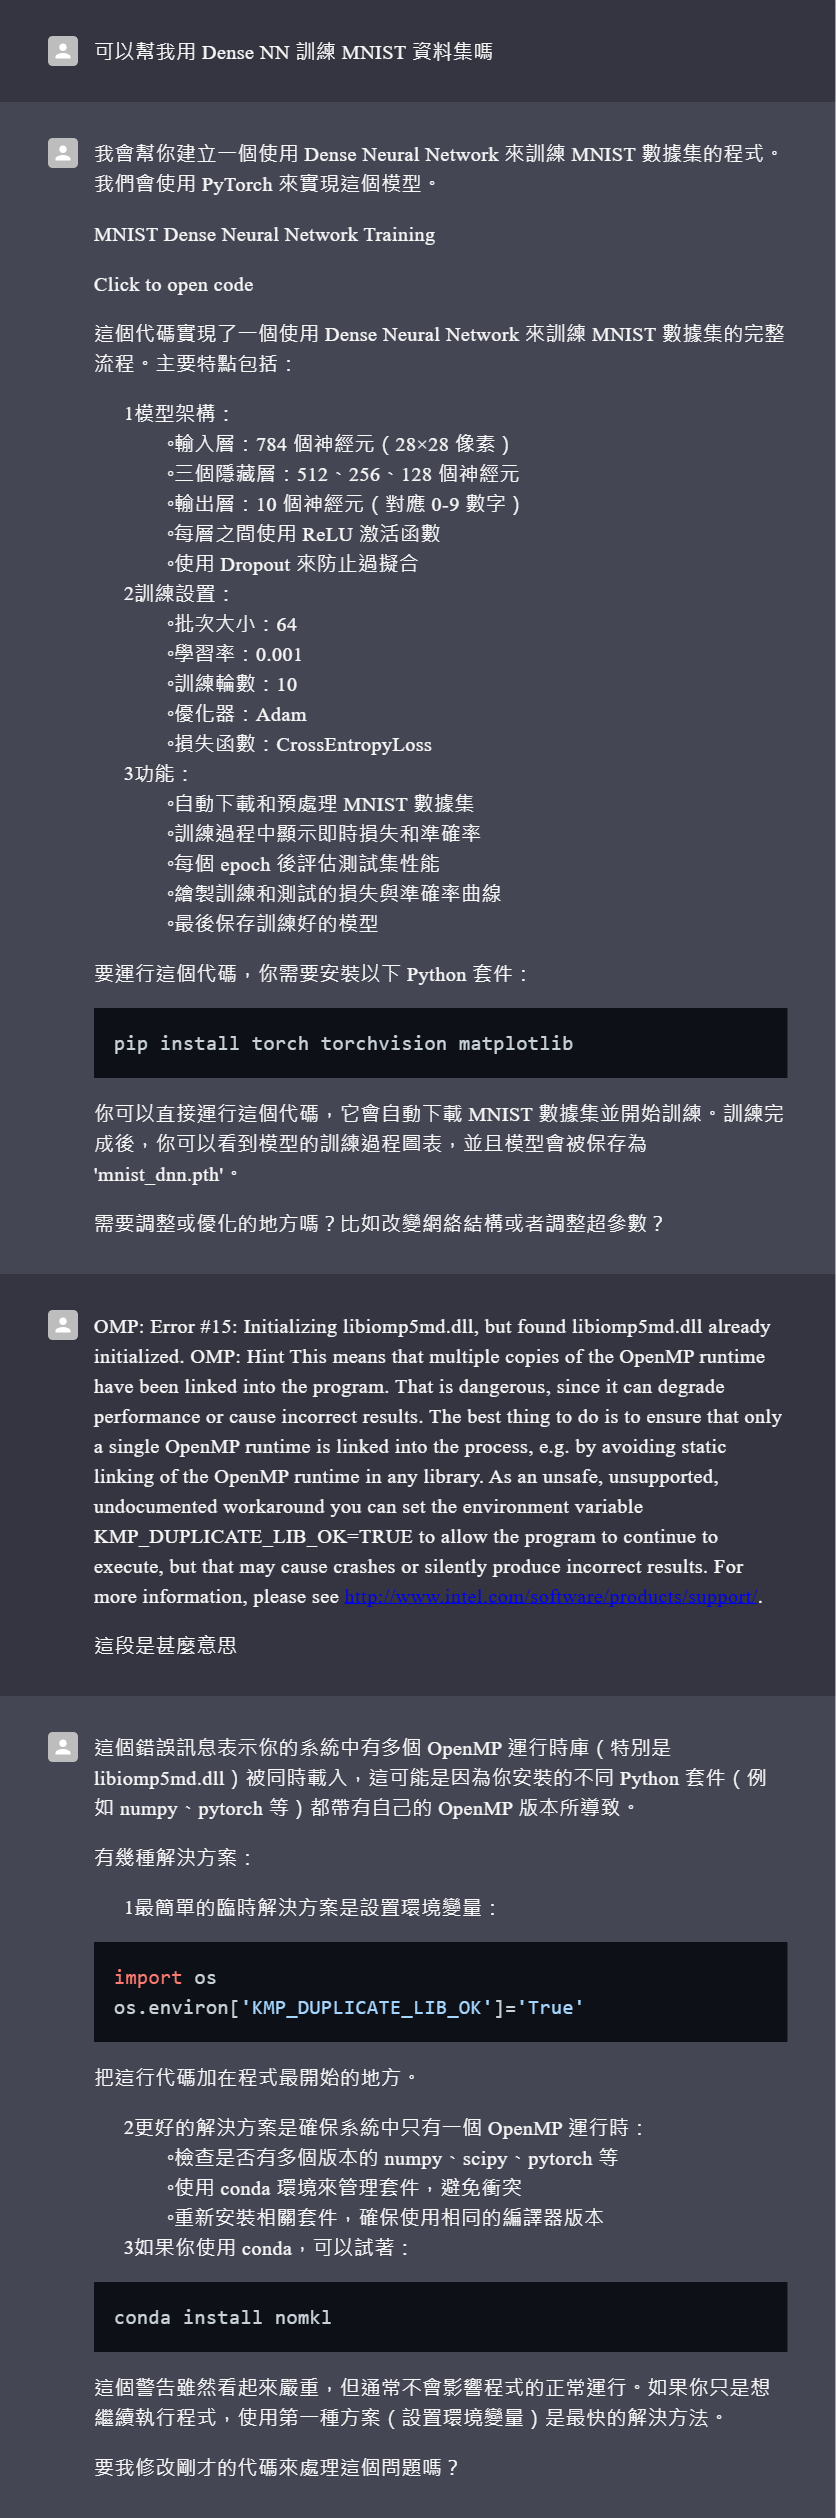 可以幫我用 Dense NN 訓練 MNIST 資料集嗎
我會幫你建立一個使用 Dense Neural Network 來訓練 MNIST 數據集的程式。
我們會使用 PyTorch 來實現這個模型。
MNIST Dense Neural Network Training
Click to open code
這個代碼實現了一個使用 Dense Neural Network 來訓練 MNIST 數據集的完整
流程。主要特點包括：
1模型架構：
◦輸入層：784 個神經元（28×28 像素）
◦三個隱藏層：512、256、128 個神經元
◦輸出層：10 個神經元（對應 0-9 數字）
◦每層之間使用 ReLU 激活函數
◦使用 Dropout 來防止過擬合
2訓練設置：
◦批次大小：64
◦學習率：0.001
◦訓練輪數：10
◦優化器：Adam
◦損失函數：CrossEntropyLoss
3功能：
◦自動下載和預處理 MNIST 數據集
◦訓練過程中顯示即時損失和準確率
◦每個 epoch 後評估測試集性能
◦繪製訓練和測試的損失與準確率曲線
◦最後保存訓練好的模型
要運行這個代碼，你需要安裝以下 Python 套件：
pip install torch torchvision matplotlib
你可以直接運行這個代碼，它會自動下載 MNIST 數據集並開始訓練。訓練完
成後，你可以看到模型的訓練過程圖表，並且模型會被保存為
'mnist_dnn.pth'。
需要調整或優化的地方嗎？比如改變網絡結構或者調整超參數？
OMP: Error #15: Initializing libiomp5md.dll, but found libiomp5md.dll already
initialized. OMP: Hint This means that multiple copies of the OpenMP runtime
have been linked into the program. That is dangerous, since it can degrade
performance or cause incorrect results. The best thing to do is to ensure that only
a single OpenMP runtime is linked into the process, e.g. by avoiding static
linking of the OpenMP runtime in any library. As an unsafe, unsupported,
undocumented workaround you can set the environment variable
KMP_DUPLICATE_LIB_OK=TRUE to allow the program to continue to
execute, but that may cause crashes or silently produce incorrect results. For
more information, please see http://www.intel.com/software/products/support/.
這段是甚麼意思
這個錯誤訊息表示你的系統中有多個 OpenMP 運行時庫（特別是
libiomp5md.dll）被同時載入，這可能是因為你安裝的不同 Python 套件（例
如 numpy、pytorch 等）都帶有自己的 OpenMP 版本所導致。
有幾種解決方案：
1最簡單的臨時解決方案是設置環境變量：
import os
os.environ['KMP_DUPLICATE_LIB_OK']='True'
把這行代碼加在程式最開始的地方。
2更好的解決方案是確保系統中只有一個 OpenMP 運行時：
◦檢查是否有多個版本的 numpy、scipy、pytorch 等
◦使用 conda 環境來管理套件，避免衝突
◦重新安裝相關套件，確保使用相同的編譯器版本
3如果你使用 conda，可以試著：
conda install nomkl
這個警告雖然看起來嚴重，但通常不會影響程式的正常運行。如果你只是想
繼續執行程式，使用第一種方案（設置環境變量）是最快的解決方法。
要我修改剛才的代碼來處理這個問題嗎？